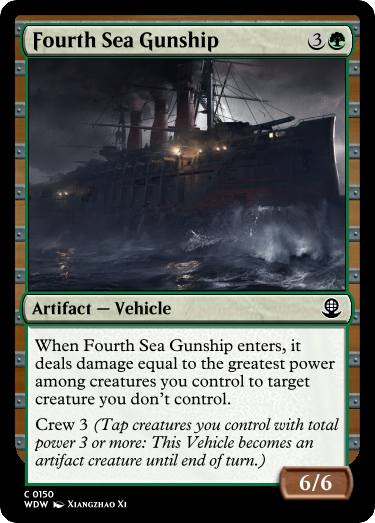 Fourth Sea Gunship 3
Artifact — Vehicle
When Fourth Sea Gunship enters, it
deals damage equal to the greatest power
among creatures you control to target
creature you don't control.
Crew 3 (Tap creatures you control with total
power 3 or more: This Vehicle becomes an
artifact creature until end of turn.)
6/6
C 0150
WDW Xiangzhao Xi